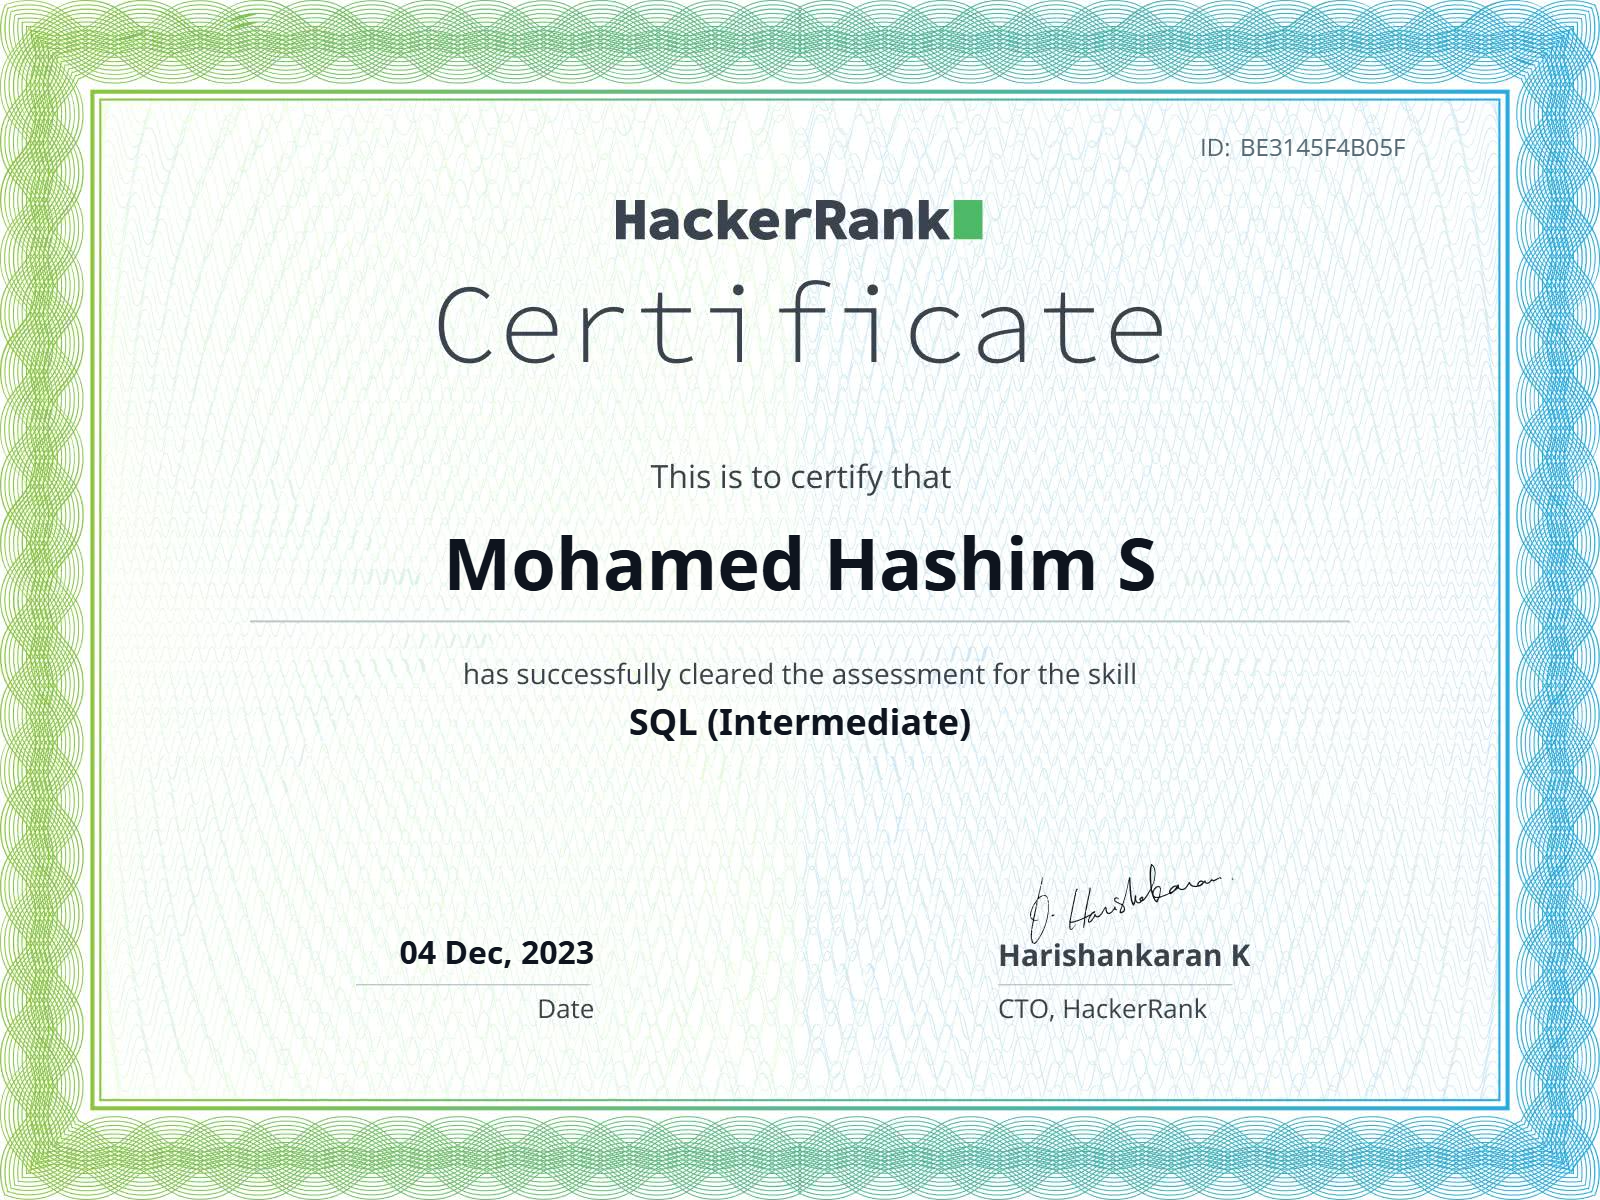 ID: BE3145F4B05F
HackerRank
Certificate
This is to certify that
Mohamed Hashim S
has successfully cleared the assessment for the skill
SQL (Intermediate)
D. Harishankaran
04 Dec, 2023
Harishankaran K
Date
CTO, HackerRank